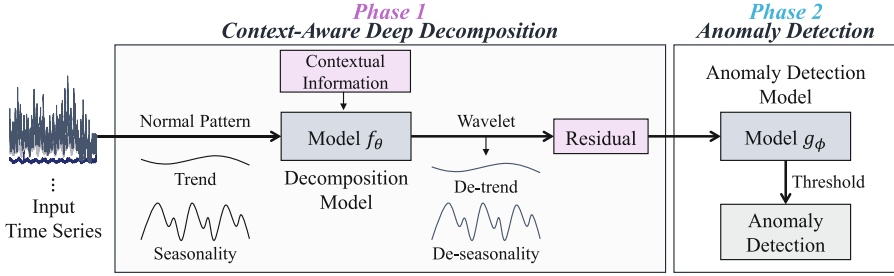 Phase 1
Context-Aware Deep Decomposition
Phase 2
Anomaly Detection
Contextual
Information
Normal Pattern
Model fθ
Decomposition
Model
Wavelet
Residual
Trend
Seasonality
De-trend
De-seasonality
⋮
Input
Time Series
Anomaly Detection
Model
Model gϕ
Threshold
Anomaly
Detection